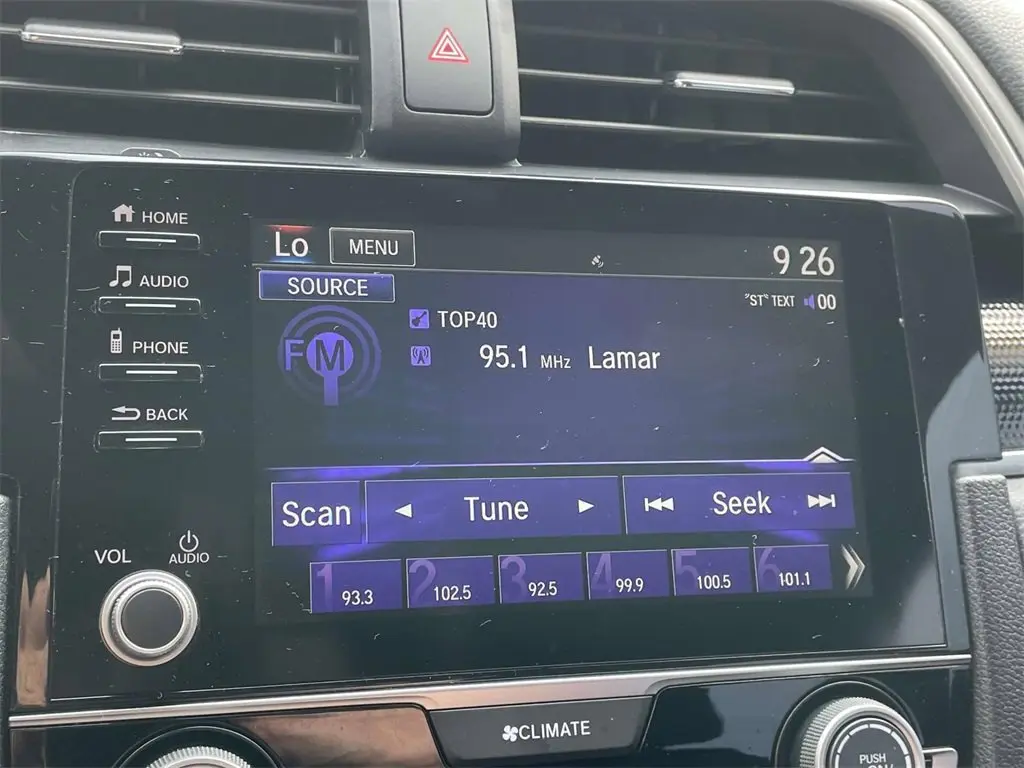 HOME
AUDIO
PHONE
BACK
VOL
AUDIO
Lo MENU 9 26
SOURCE "ST" TEXT 00
FM
TOP40
95.1 MHz Lamar
Scan Tune Seek
1 93.3 2 102.5 3 92.5 4 99.9 5 100.5 6 101.1
CLIMATE
PUSH
ON/